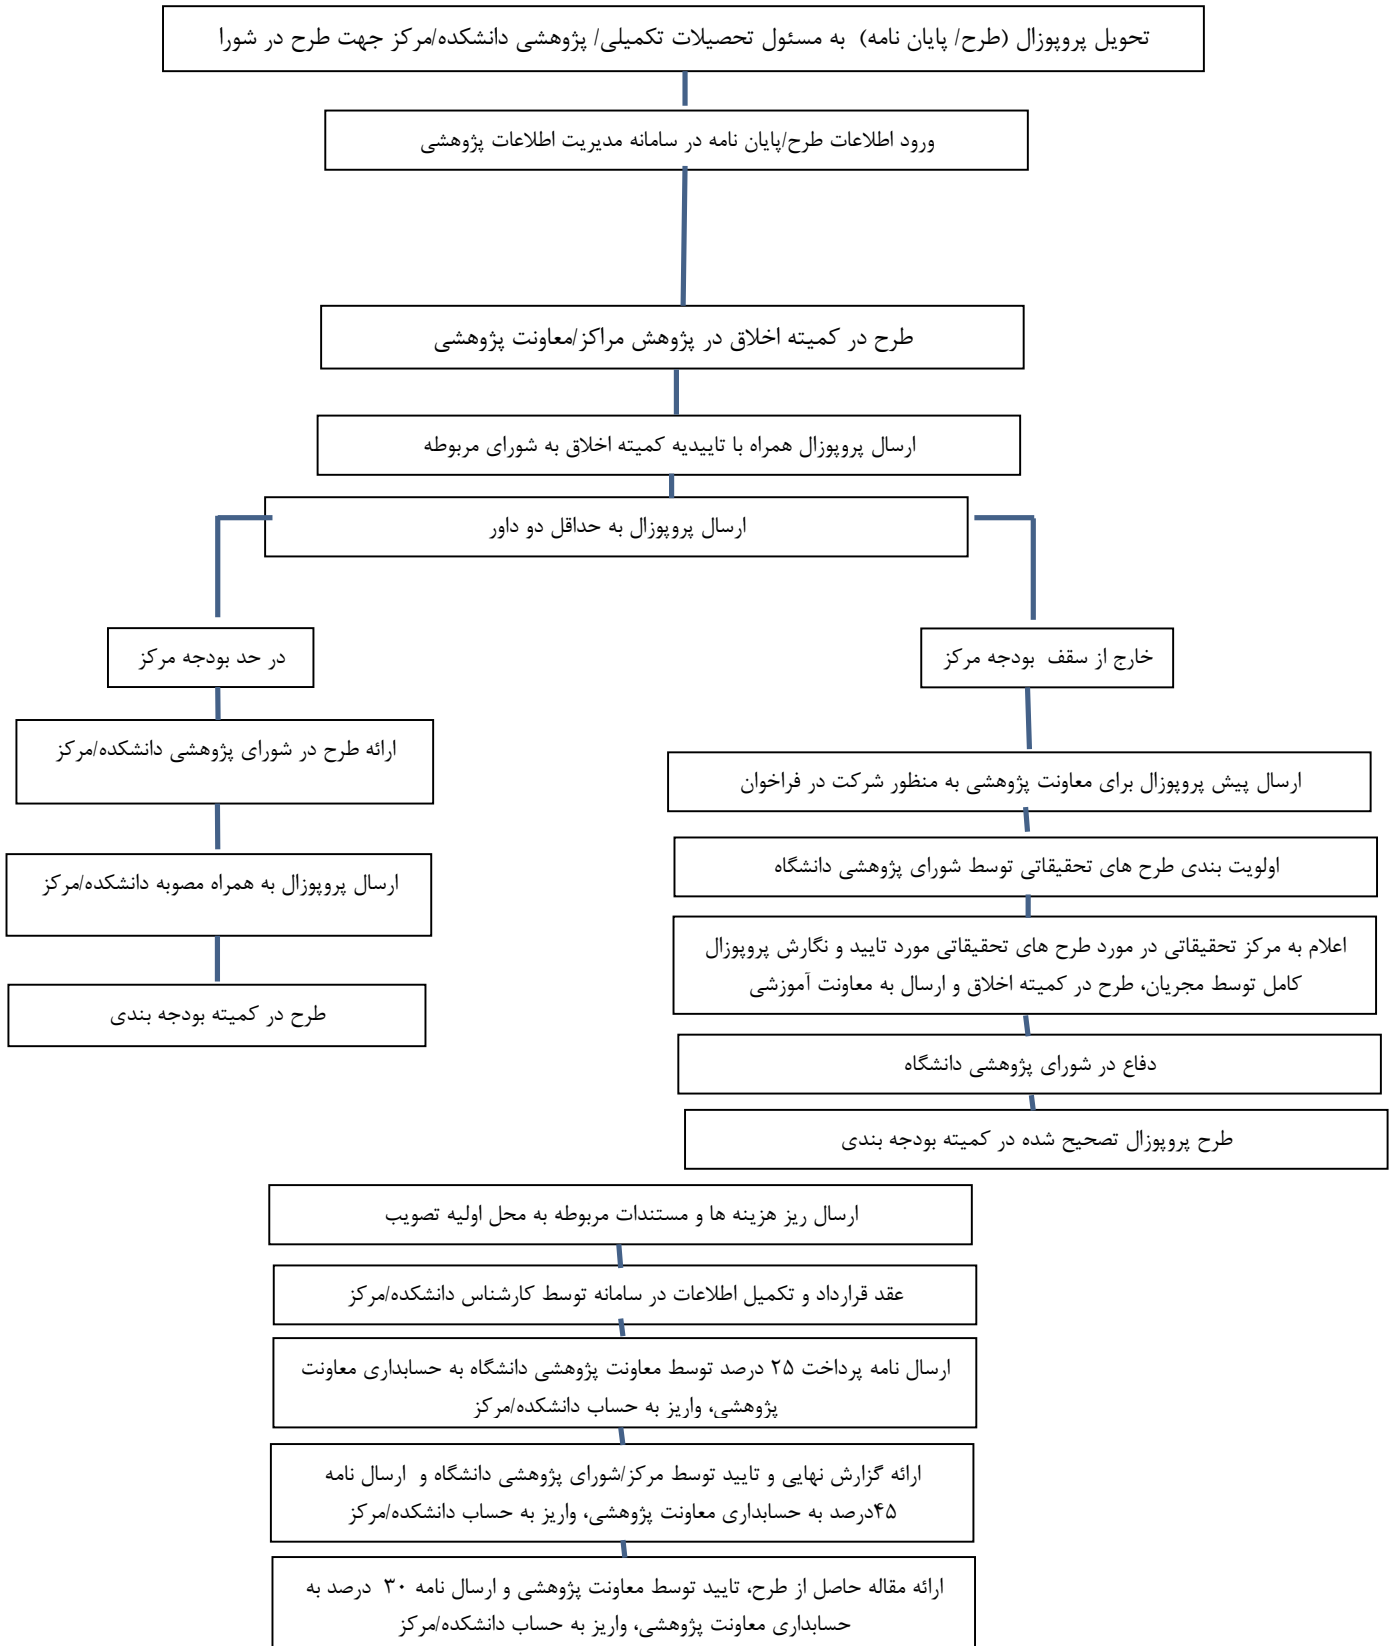 تحویل پروپوزال (طرح/ پایان نامه) به مسئول تحصیلات تکمیلی/ پژوهشی دانشکده/مرکز جهت طرح در شورا
ورود اطلاعات طرح/پایان نامه در سامانه مدیریت اطلاعات پژوهشی
طرح در کمیته اخلاق در پژوهش مراکز/معاونت پژوهشی
ارسال پروپوزال همراه با تاییدیه کمیته اخلاق به شورای مربوطه
ارسال پروپوزال به حداقل دو داور
خارج از سقف بودجه مرکز
ارسال پیش پروپوزال برای معاونت پژوهشی به منظور شرکت در فراخوان
اولویت بندی طرح های تحقیقاتی توسط شورای پژوهشی دانشگاه
اعلام به مرکز تحقیقاتی در مورد طرح های تحقیقاتی مورد تایید و نگارش پروپوزال
کامل توسط مجریان، طرح در کمیته اخلاق و ارسال به معاونت آموزشی
دفاع در شورای پژوهشی دانشگاه
طرح پروپوزال تصحیح شده در کمیته بودجه بندی
در حد بودجه مرکز
ارائه طرح در شورای پژوهشی دانشکده/مرکز
ارسال پروپوزال به همراه مصوبه دانشکده/مرکز
طرح در کمیته بودجه بندی
ارسال ریز هزینه ها و مستندات مربوطه به محل اولیه تصویب
عقد قرارداد و تکمیل اطلاعات در سامانه توسط کارشناس دانشکده/مرکز
ارسال نامه پرداخت ۲۵ درصد توسط معاونت پژوهشی دانشگاه به حسابداری معاونت
پژوهشی، واریز به حساب دانشکده/مرکز
ارائه گزارش نهایی و تایید توسط مرکز/شورای پژوهشی دانشگاه و ارسال نامه
۴۵درصد به حسابداری معاونت پژوهشی، واریز به حساب دانشکده/مرکز
ارائه مقاله حاصل از طرح، تایید توسط معاونت پژوهشی و ارسال نامه ۳۰ درصد به
حسابداری معاونت پژوهشی، واریز به حساب دانشکده/مرکز